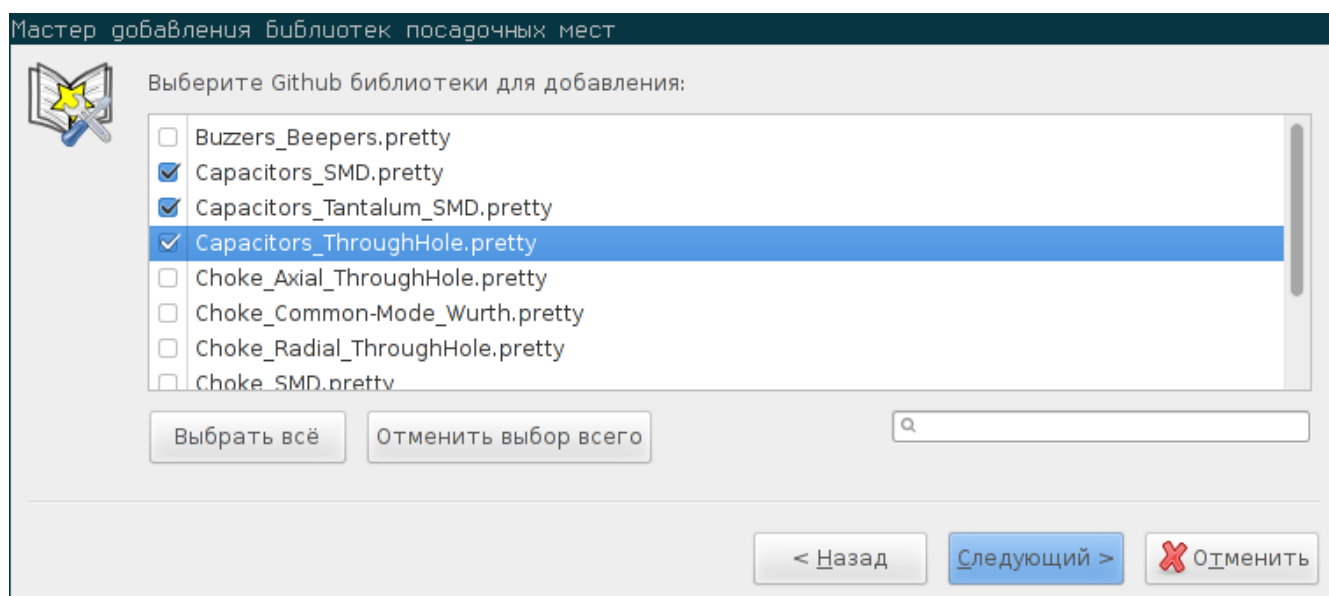 Мастер добавления библиотек посадочных мест
Выберите Github библиотеки для добавления:
Buzzers_Beepers.pretty
Capacitors_SMD.pretty
Capacitors_Tantalum_SMD.pretty
Capacitors_ThroughHole.pretty
Choke_Axial_ThroughHole.pretty
Choke_Common-Mode_Wurth.pretty
Choke_Radial_ThroughHole.pretty
Choke_SMD.pretty
Выбрать всё Отменить выбор всего
< Назад Следующий > Отменить